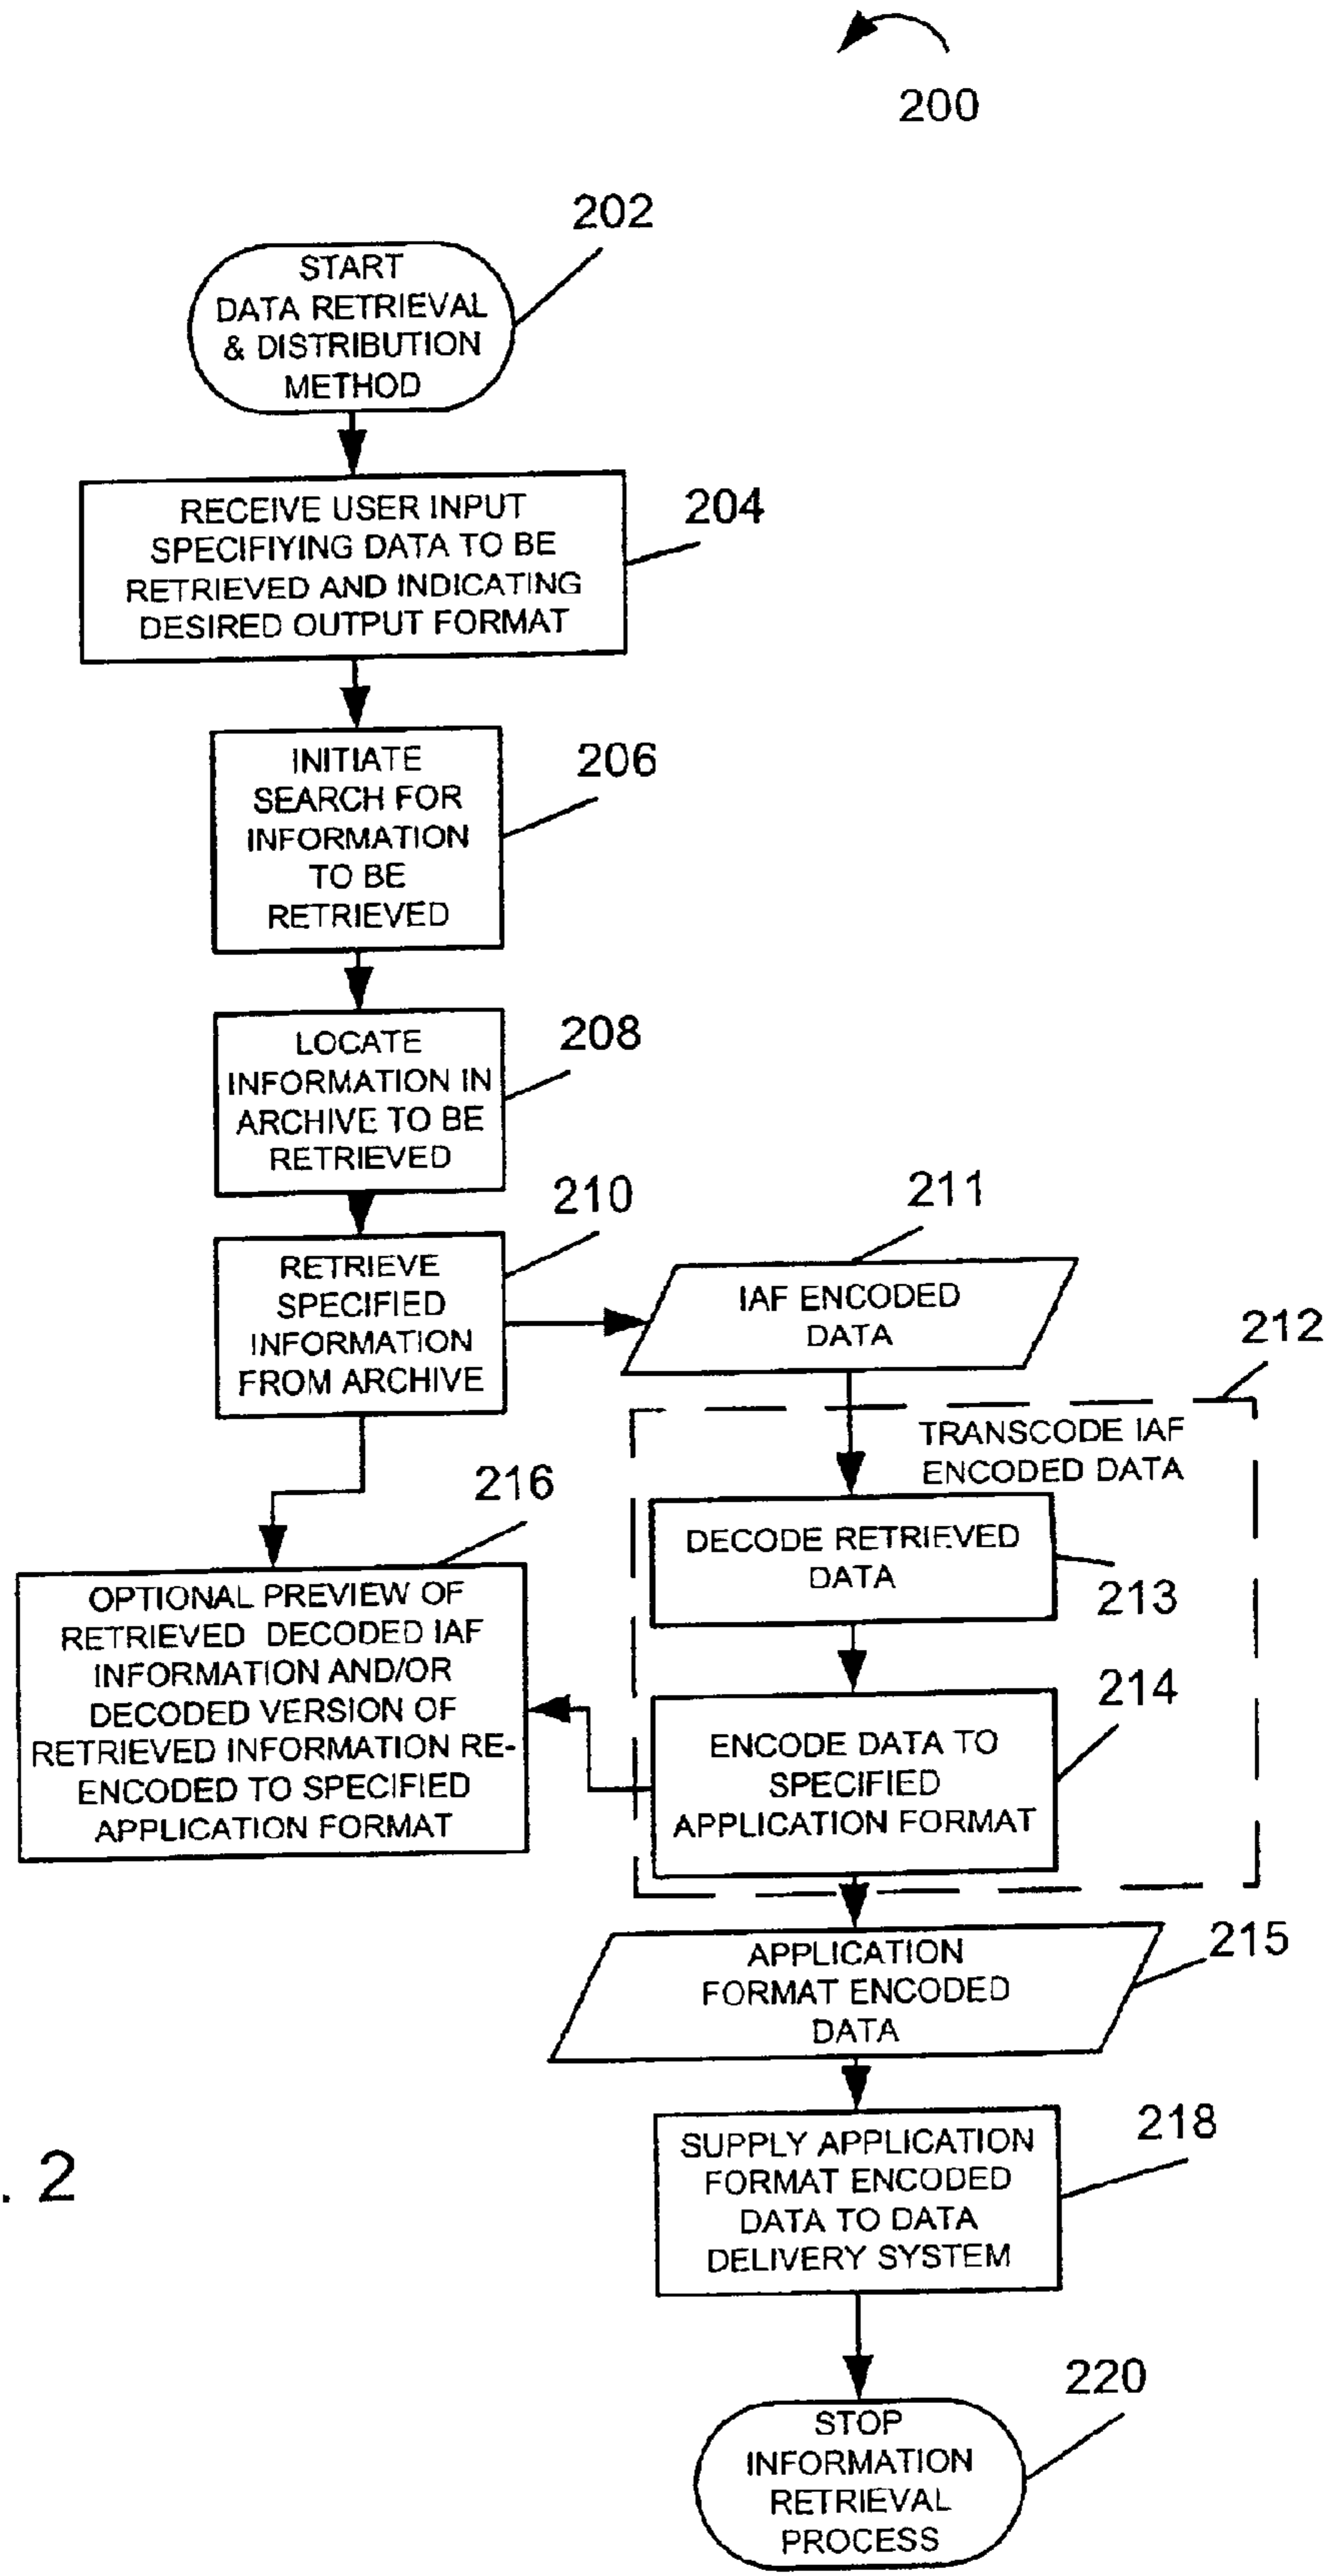 200
202
START
DATA RETRIEVAL
& DISTRIBUTION
METHOD
204
RECEIVE USER INPUT
SPECIFIYING DATA TO BE
RETRIEVED AND INDICATING
DESIRED OUTPUT FORMAT
206
INITIATE
SEARCH FOR
INFORMATION
TO BE
RETRIEVED
208
LOCATE
INFORMATION IN
ARCHIVE TO BE
RETRIEVED
210
RETRIEVE
SPECIFIED
INFORMATION
FROM ARCHIVE
211
IAF ENCODED
DATA
212
TRANSCODE IAF
ENCODED DATA
DECODE RETRIEVED
DATA
213
216
OPTIONAL PREVIEW OF
RETRIEVED DECODED IAF
INFORMATION AND/OR
DECODED VERSION OF
RETRIEVED INFORMATION RE-
ENCODED TO SPECIFIED
APPLICATION FORMAT
214
ENCODE DATA TO
SPECIFIED
APPLICATION FORMAT
215
APPLICATION
FORMAT ENCODED
DATA
218
SUPPLY APPLICATION
FORMAT ENCODED
DATA TO DATA
DELIVERY SYSTEM
. 2
220
STOP
INFORMATION
RETRIEVAL
PROCESS